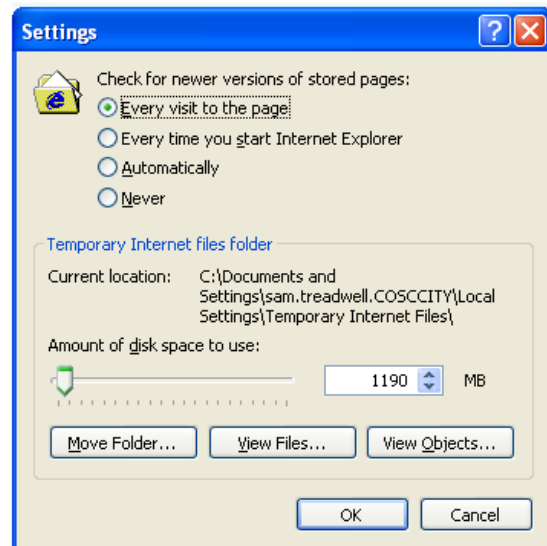 Settings
Check for newer versions of stored pages:
Every visit to the page
Every time you start Internet Explorer
Automatically
Never
Temporary Internet files folder
Current location: C:\Documents and
Settings\sam.treadwell.COSCCITY\Local
Settings\Temporary Internet Files\
Amount of disk space to use:
1190 MB
Move Folder... View Files... View Objects...
OK Cancel